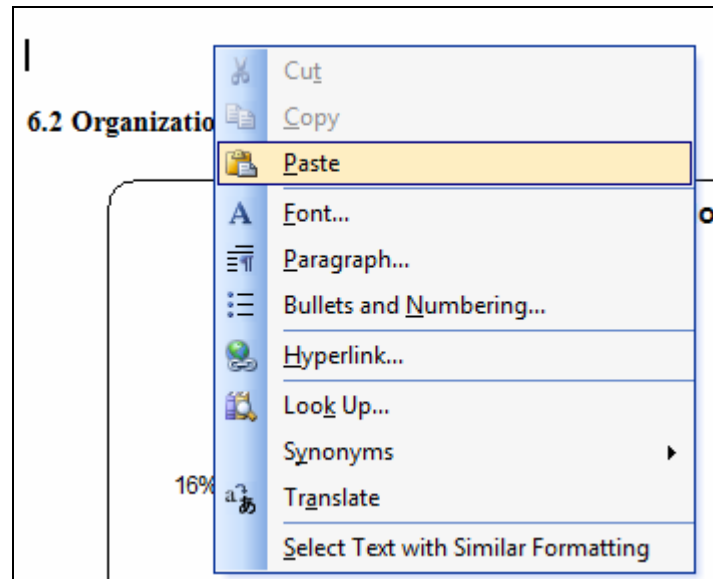 Cut
6.2 Organizatio
Copy
Paste
Font...
Paragraph...
Bullets and Numbering...
Hyperlink...
Look Up...
Synonyms
16%
Translate
Select Text with Similar Formatting